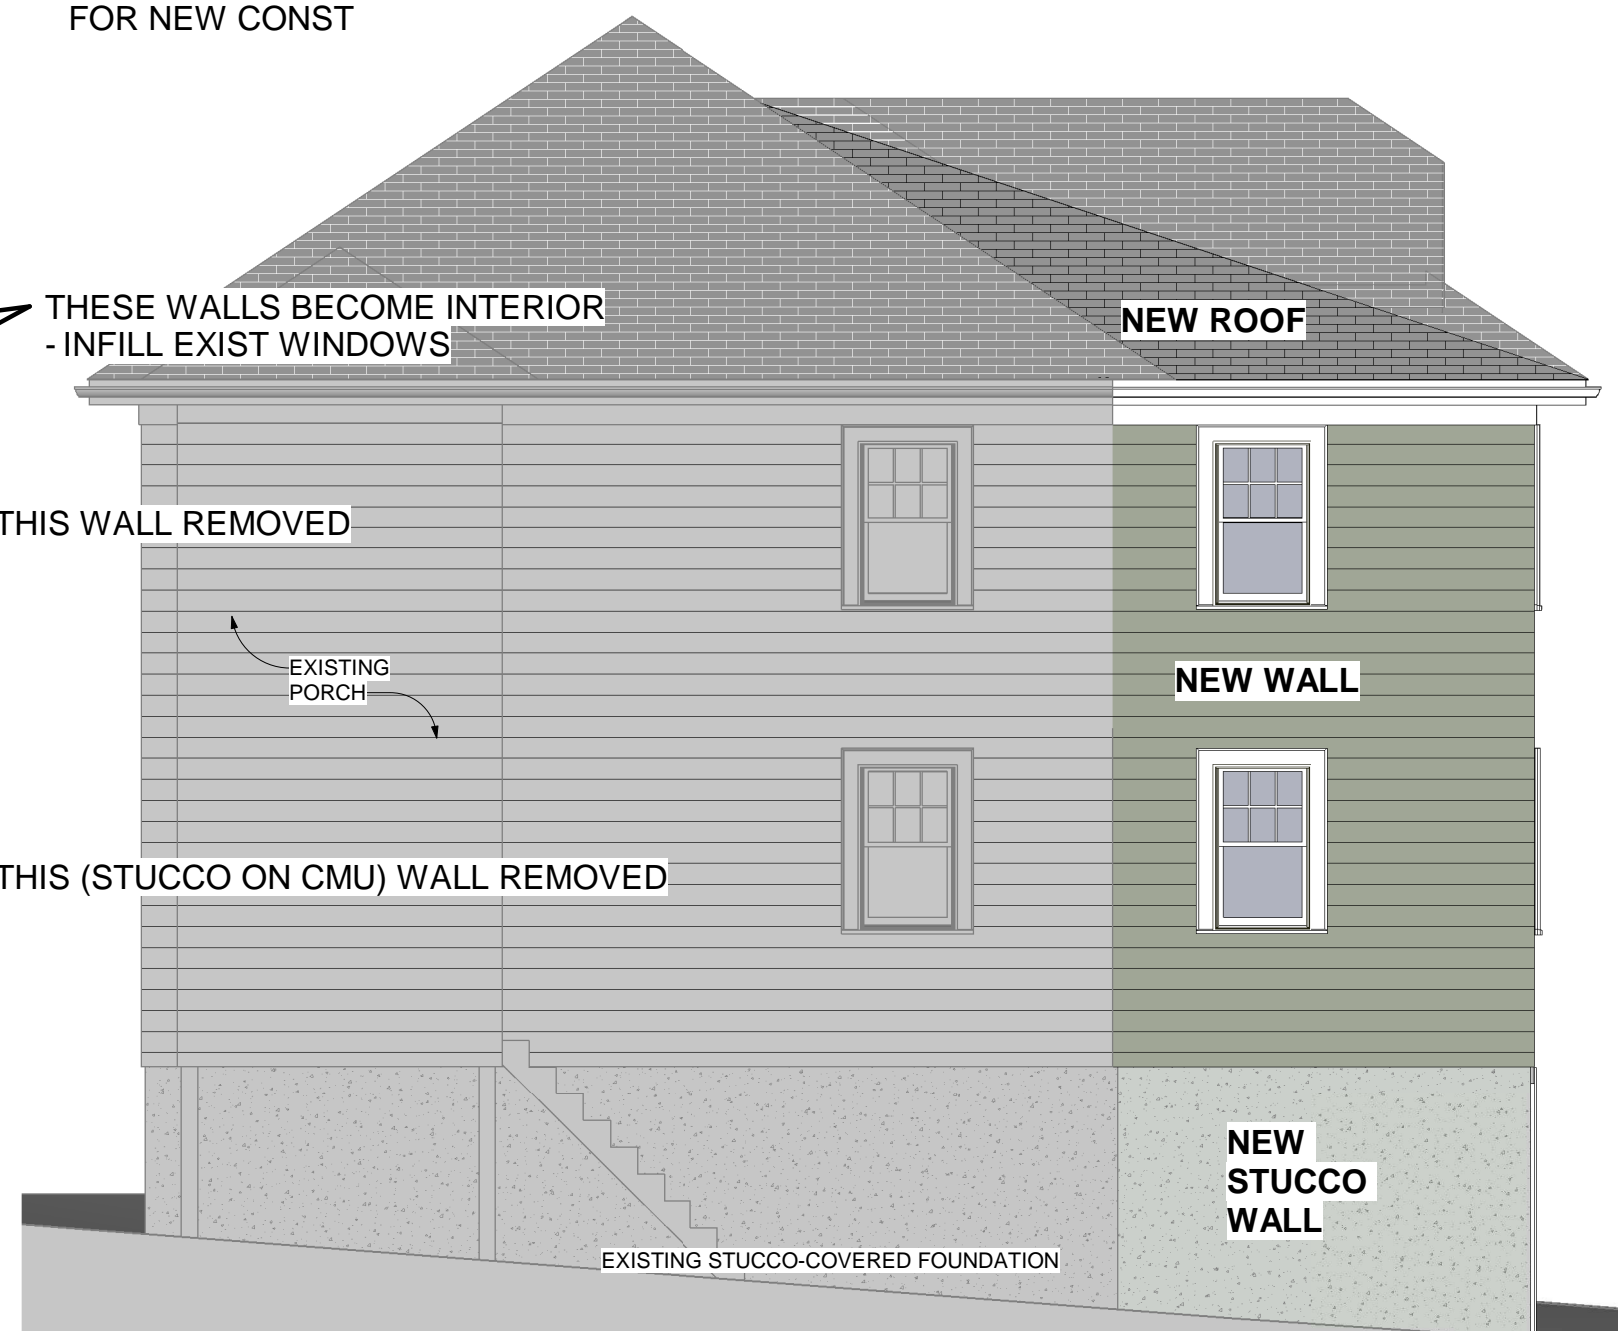 FOR NEW CONST
THESE WALLS BECOME INTERIOR
- INFILL EXIST WINDOWS
NEW ROOF
THIS WALL REMOVED
EXISTING
PORCH
NEW WALL
THIS (STUCCO ON CMU) WALL REMOVED
NEW
STUCCO
WALL
EXISTING STUCCO-COVERED FOUNDATION